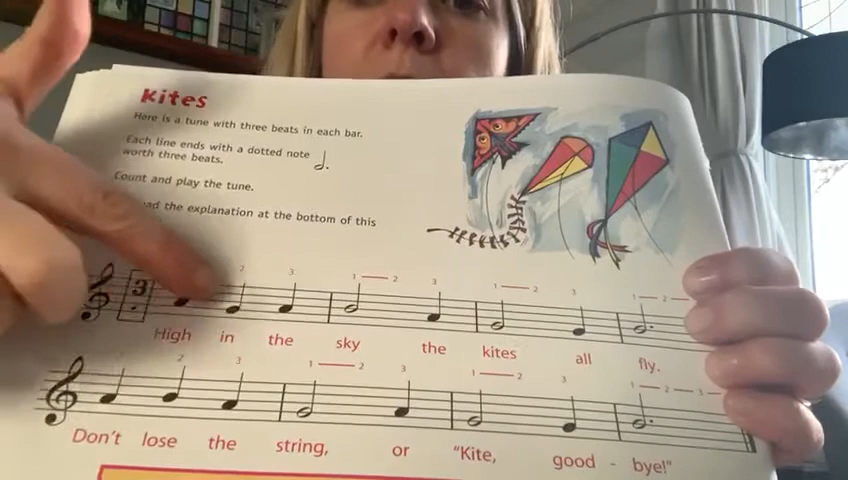 Kites
Here is a tune with three beats in each bar.
Each line ends with a dotted note
worth three beats.
Count and play the tune.
the explanation at the bottom of this
3
2 3 1 2 3 1 2 3 1 2
High in the sky the kites all fly.
1 2 3 1 2 3 1 2 3 1 2 3
Don't lose the string, or "Kite, good - bye!"